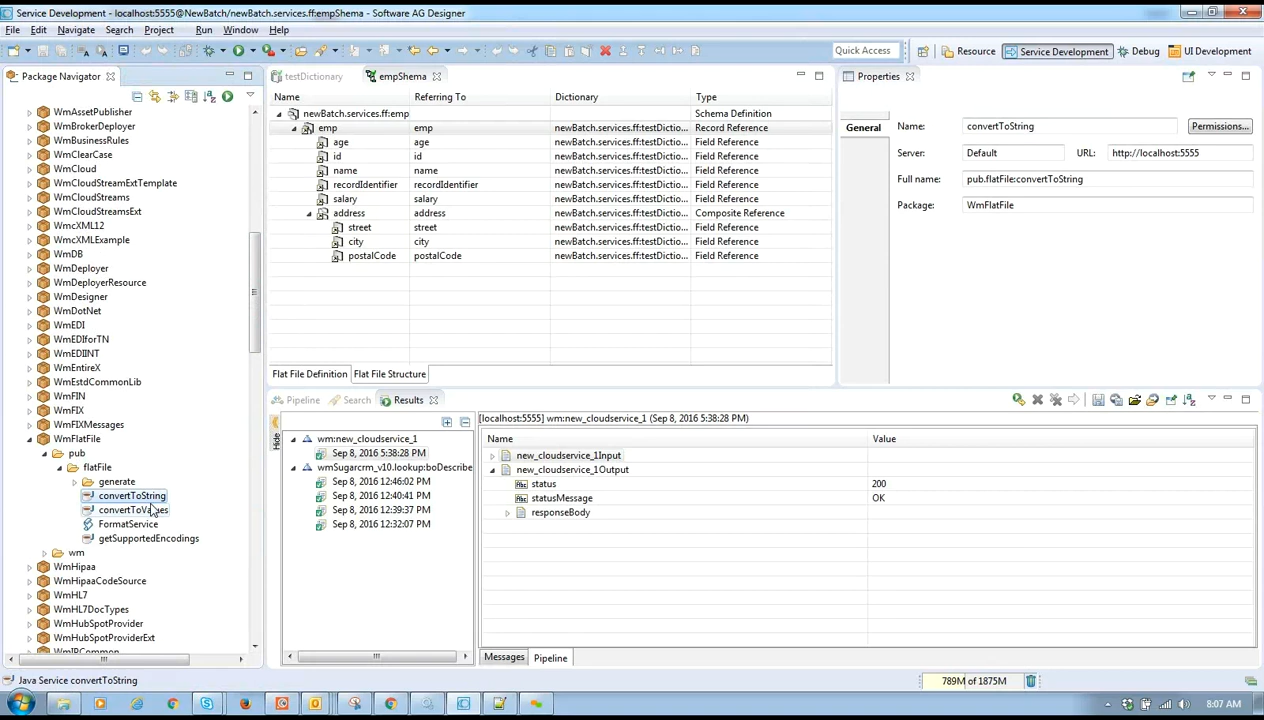 Service Development - localhost:5555@NewBatch/newBatch.services.ff:empShema - Software AG Designer
File Edit Navigate Search Project Run Window Help
Quick Access Resource Service Development Debug UI Development
Package Navigator
WmAssetPublisher
WmBrokerDeployer
WmBusinessRules
WmClearCase
WmCloud
WmCloudStreamExtTemplate
WmCloudStreams
WmCloudStreamsExt
WmcXML12
WmcXMLExample
WmDB
WmDeployer
WmDeployerResource
WmDesigner
WmDotNet
WmEDI
WmEDIforTN
WmEDIINT
WmEntireX
WmEstdCommonLib
WmFIN
WmFIX
WmFIXMessages
WmFlatFile
pub
flatFile
generate
convertToString
convertToValues
FormatService
getSupportedEncodings
wm
WmHipaa
WmHipaaCodeSource
WmHL7
WmHL7DocTypes
WmHubSpotProvider
WmHubSpotProviderExt
testDictionary empShema
Name Referring To Dictionary Type
newBatch.services.ff:emp Schema Definition
emp emp newBatch.services.ff:testDictio... Record Reference
age age newBatch.services.ff:testDictio... Field Reference
id id newBatch.services.ff:testDictio... Field Reference
name name newBatch.services.ff:testDictio... Field Reference
recordIdentifier recordIdentifier newBatch.services.ff:testDictio... Field Reference
salary salary newBatch.services.ff:testDictio... Field Reference
address address newBatch.services.ff:testDictio... Composite Reference
street street newBatch.services.ff:testDictio... Field Reference
city city newBatch.services.ff:testDictio... Field Reference
postalCode postalCode newBatch.services.ff:testDictio... Field Reference
Flat File Definition Flat File Structure
Properties
General
Name: convertToString Permissions...
Server: Default URL: http://localhost:5555
Full name: pub.flatFile:convertToString
Package: WmFlatFile
Pipeline Search Results
Hide
wm:new_cloudservice_1
Sep 8, 2016 5:38:28 PM
wmSugarcrm_v10.lookup:boDescribe
Sep 8, 2016 12:46:02 PM
Sep 8, 2016 12:40:41 PM
Sep 8, 2016 12:39:37 PM
Sep 8, 2016 12:32:07 PM
[localhost:5555] wm:new_cloudservice_1 (Sep 8, 2016 5:38:28 PM)
Name Value
new_cloudservice_1Input
new_cloudservice_1Output
status 200
statusMessage OK
responseBody
Messages Pipeline
Java Service convertToString
789M of 1875M
8:07 AM